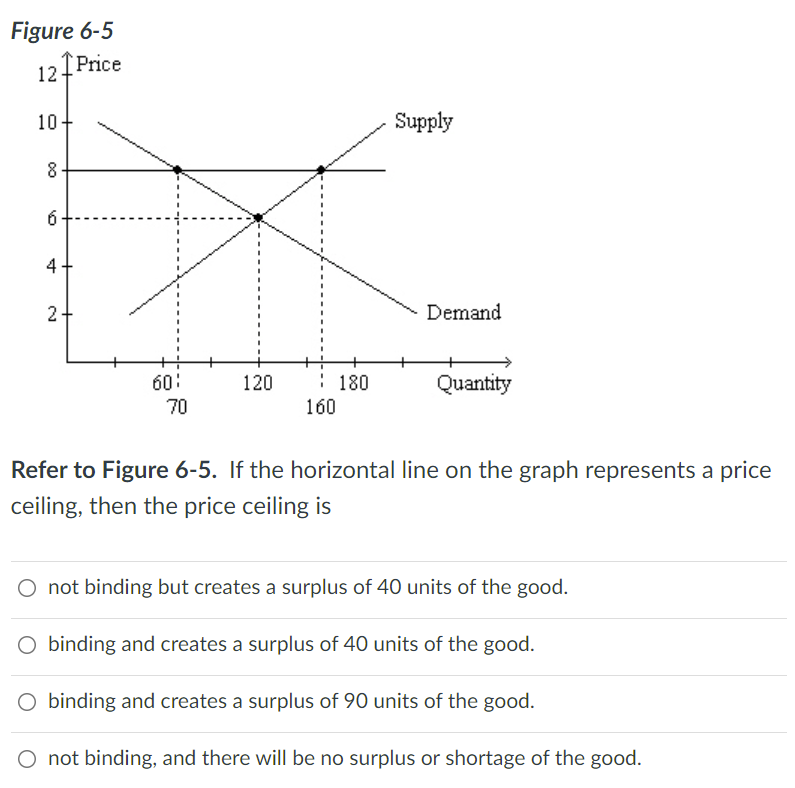 Figure 6-5
12
Price
10
Supply
8
6
4
2
Demand
60
120
180
Quantity
70
160
Refer to Figure 6-5. If the horizontal line on the graph represents a price
ceiling, then the price ceiling is
not binding but creates a surplus of 40 units of the good.
binding and creates a surplus of 40 units of the good.
binding and creates a surplus of 90 units of the good.
not binding, and there will be no surplus or shortage of the good.